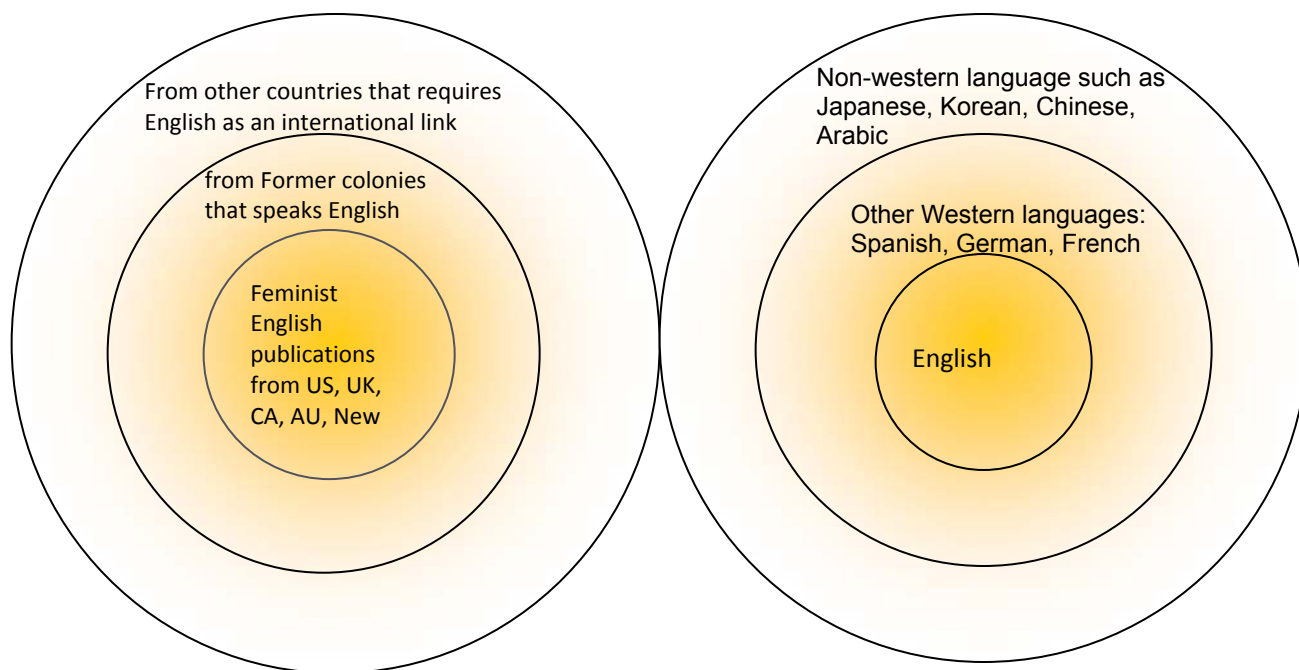 From other countries that requires
English as an international link
from Former colonies
that speaks English
Feminist
English
publications
from US, UK,
CA, AU, New
Non-western language such as
Japanese, Korean, Chinese,
Arabic
Other Western languages:
Spanish, German, French
English